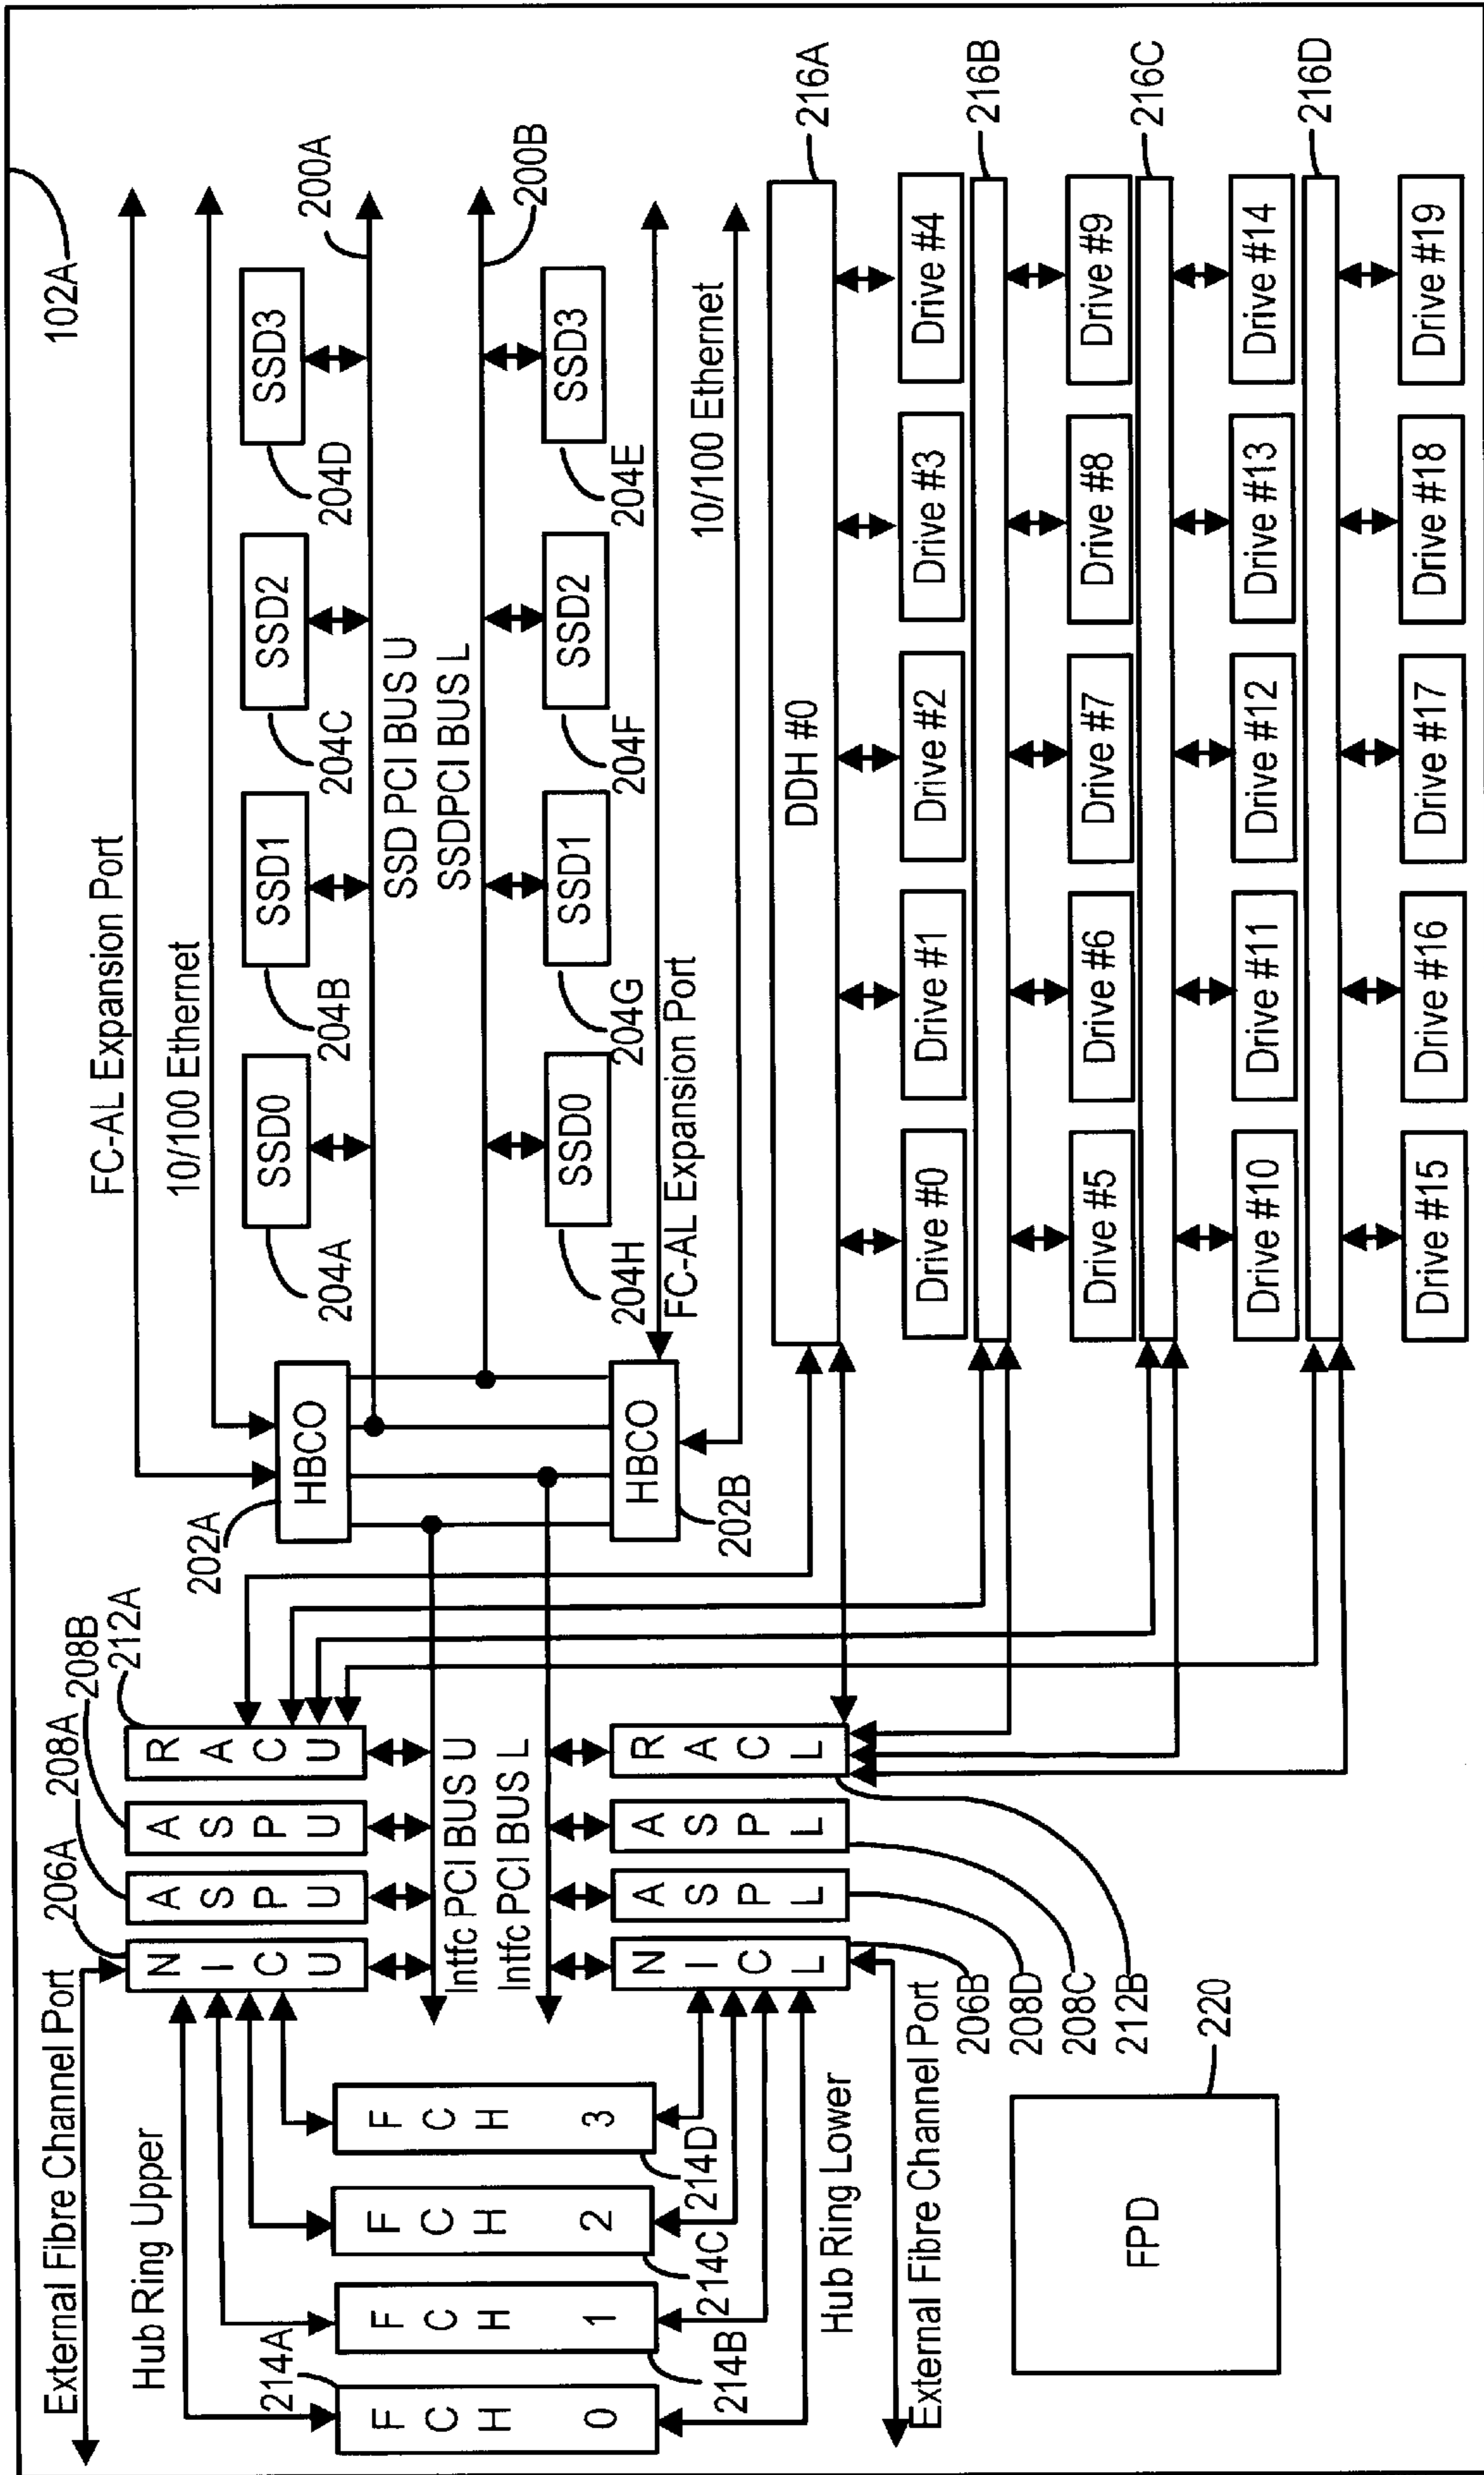 102A
External Fibre Channel Port
Hub Ring Upper
206A
208A
208B
212A
202A
FC-AL Expansion Port
10/100 Ethernet
NICU
ASPU
ASPU
RACU
HBCO
204A
SSD0
204B
SSD1
204C
SSD2
204D
SSD3
200A
SSD PCI BUS U
SSDPCI BUS L
200B
214A
FCH 0
214B
FCH 1
214C
FCH 2
214D
FCH 3
Intfc PCI BUS U
Intfc PCI BUS L
HBCO
202B
204H
SSD0
204G
SSD1
204F
SSD2
204E
SSD3
FC-AL Expansion Port
10/100 Ethernet
NICL
ASPL
ASPL
RACL
Hub Ring Lower
External Fibre Channel Port
206B
208D
208C
212B
DDH #0
216A
Drive #0
Drive #1
Drive #2
Drive #3
Drive #4
216B
Drive #5
Drive #6
Drive #7
Drive #8
Drive #9
216C
Drive #10
Drive #11
Drive #12
Drive #13
Drive #14
216D
Drive #15
Drive #16
Drive #17
Drive #18
Drive #19
FPD
220